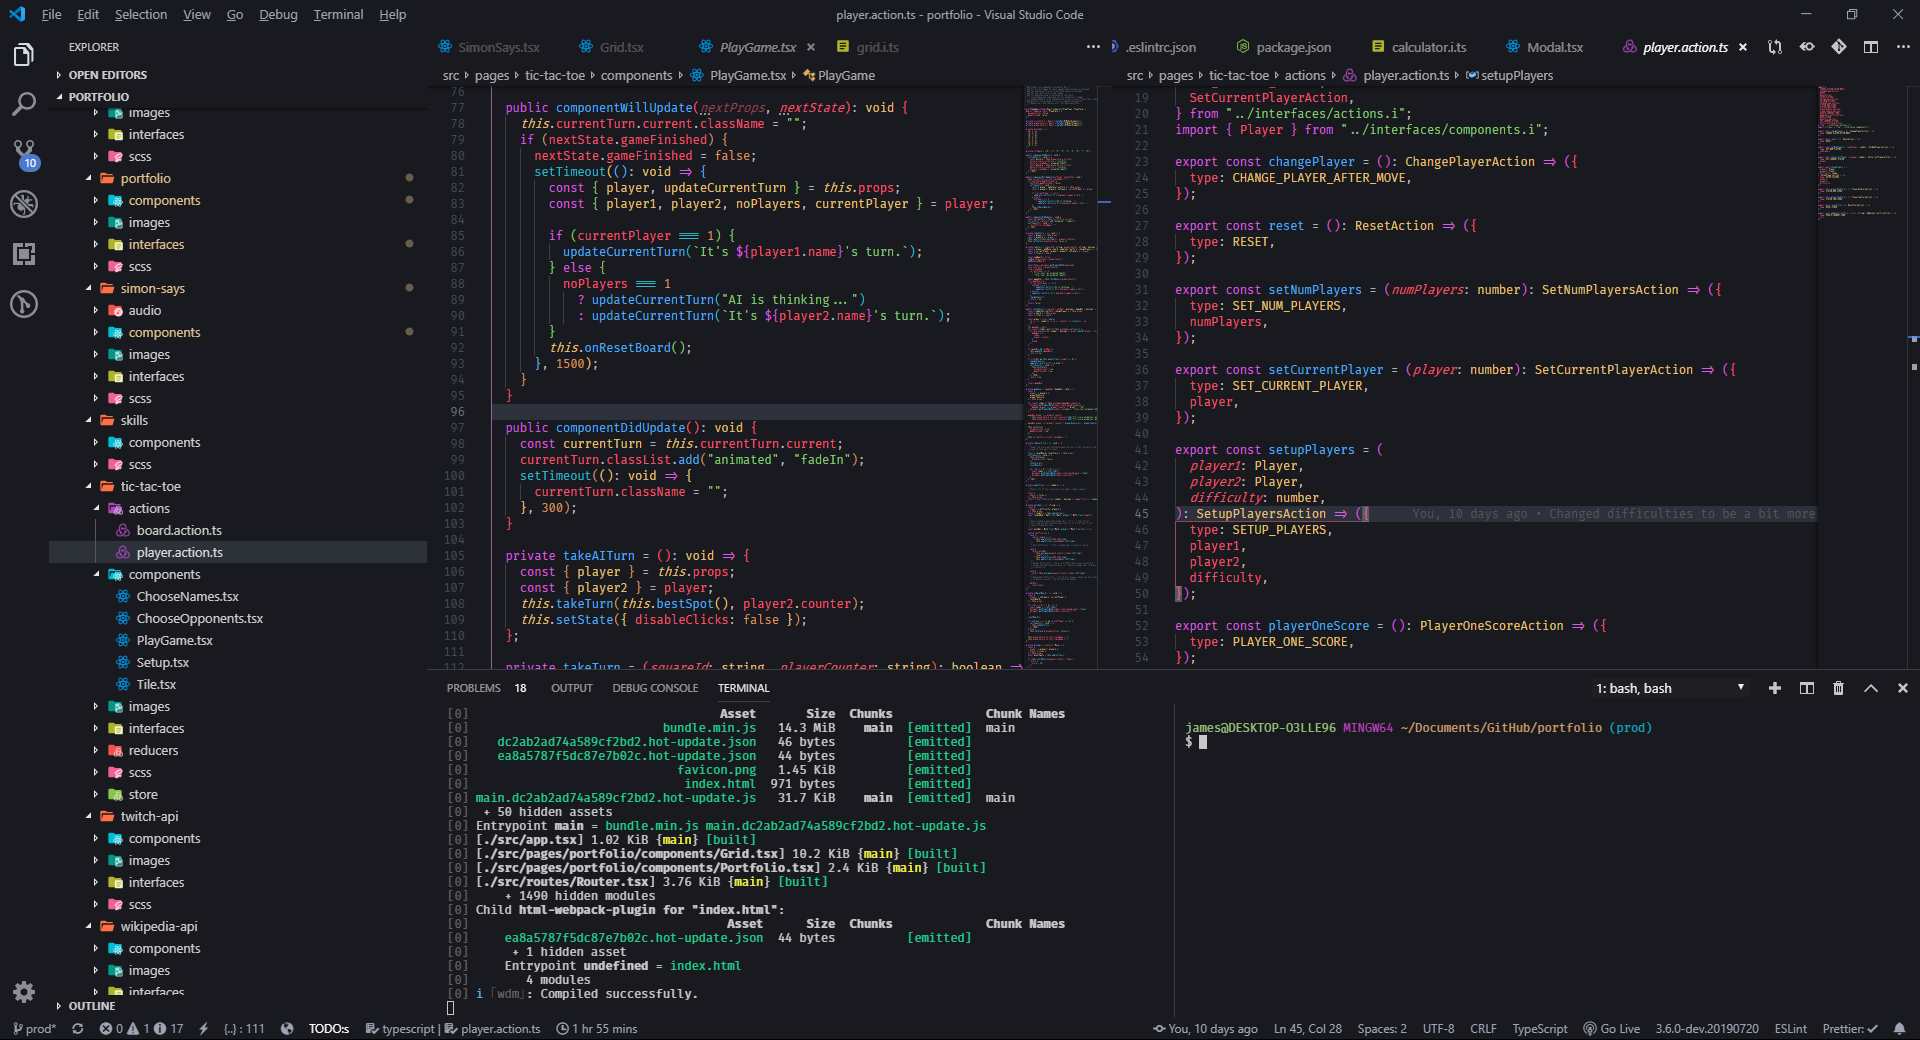 File Edit Selection View Go Debug Terminal Help
player.action.ts - portfolio - Visual Studio Code
EXPLORER
OPEN EDITORS
PORTFOLIO
images
interfaces
scss
portfolio
components
images
interfaces
scss
simon-says
audio
components
images
interfaces
scss
skills
components
scss
tic-tac-toe
actions
board.action.ts
player.action.ts
components
ChooseNames.tsx
ChooseOpponents.tsx
PlayGame.tsx
Setup.tsx
Tile.tsx
images
interfaces
reducers
scss
store
twitch-api
components
images
interfaces
scss
wikipedia-api
components
images
interfaces
OUTLINE
10
SimonSays.tsx Grid.tsx PlayGame.tsx grid.i.ts
src pages tic-tac-toe components PlayGame.tsx PlayGame
76
77 public componentWillUpdate(nextProps, nextState): void {
78 this.currentTurn.current.className = "";
79 if (nextState.gameFinished) {
80 nextState.gameFinished = false;
81 setTimeout((): void => {
82 const { player, updateCurrentTurn } = this.props;
83 const { player1, player2, noPlayers, currentPlayer } = player;
84
85 if (currentPlayer === 1) {
86 updateCurrentTurn(`It's ${player1.name}'s turn.`);
87 } else {
88 noPlayers === 1
89 ? updateCurrentTurn("AI is thinking...")
90 : updateCurrentTurn(`It's ${player2.name}'s turn.`);
91 }
92 this.onResetBoard();
93 }, 1500);
94 }
95 }
96
97 public componentDidUpdate(): void {
98 const currentTurn = this.currentTurn.current;
99 currentTurn.classList.add("animated", "fadeIn");
100 setTimeout((): void => {
101 currentTurn.className = "";
102 }, 300);
103 }
104
105 private takeAITurn = (): void => {
106 const { player } = this.props;
107 const { player2 } = player;
108 this.takeTurn(this.bestSpot(), player2.counter);
109 this.setState({ disableClicks: false });
110 };
111
112 private takeTurn = (squareId: string, playerCounter: string): boolean =>
.eslintrc.json package.json calculator.i.ts Modal.tsx player.action.ts
src pages tic-tac-toe actions player.action.ts setupPlayers
19 SetCurrentPlayerAction,
20 } from "../interfaces/actions.i";
21 import { Player } from "../interfaces/components.i";
22
23 export const changePlayer = (): ChangePlayerAction => ({
24 type: CHANGE_PLAYER_AFTER_MOVE,
25 });
26
27 export const reset = (): ResetAction => ({
28 type: RESET,
29 });
30
31 export const setNumPlayers = (numPlayers: number): SetNumPlayersAction => ({
32 type: SET_NUM_PLAYERS,
33 numPlayers,
34 });
35
36 export const setCurrentPlayer = (player: number): SetCurrentPlayerAction => ({
37 type: SET_CURRENT_PLAYER,
38 player,
39 });
40
41 export const setupPlayers = (
42 player1: Player,
43 player2: Player,
44 difficulty: number,
45 ): SetupPlayersAction => ({ You, 10 days ago • Changed difficulties to be a bit more
46 type: SETUP_PLAYERS,
47 player1,
48 player2,
49 difficulty,
50 });
51
52 export const playerOneScore = (): PlayerOneScoreAction => ({
53 type: PLAYER_ONE_SCORE,
54 });
PROBLEMS 18 OUTPUT DEBUG CONSOLE TERMINAL 1: bash, bash
[0] Asset Size Chunks Chunk Names
[0] bundle.min.js 14.3 MiB main [emitted] main
[0] dc2ab2ad74a589cf2bd2.hot-update.json 46 bytes [emitted]
[0] ea8a5787f5dc87e7b02c.hot-update.json 44 bytes [emitted]
[0] favicon.png 1.45 KiB [emitted]
[0] index.html 971 bytes [emitted]
[0] main.dc2ab2ad74a589cf2bd2.hot-update.js 31.7 KiB main [emitted] main
[0] + 50 hidden assets
[0] Entrypoint main = bundle.min.js main.dc2ab2ad74a589cf2bd2.hot-update.js
[0] [./src/app.tsx] 1.02 KiB {main} [built]
[0] [./src/pages/portfolio/components/Grid.tsx] 10.2 KiB {main} [built]
[0] [./src/pages/portfolio/components/Portfolio.tsx] 2.4 KiB {main} [built]
[0] [./src/routes/Router.tsx] 3.76 KiB {main} [built]
[0] + 1490 hidden modules
[0] Child html-webpack-plugin for "index.html":
[0] Asset Size Chunks Chunk Names
[0] ea8a5787f5dc87e7b02c.hot-update.json 44 bytes [emitted]
[0] + 1 hidden asset
[0] Entrypoint undefined = index.html
[0] 4 modules
[0] i ｢wdm｣: Compiled successfully.
james@DESKTOP-O3LLE96 MINGW64 ~/Documents/GitHub/portfolio (prod)
$
prod* 0 1 17 {..} : 111 TODO:s typescript | player.action.ts 1 hr 55 mins You, 10 days ago Ln 45, Col 28 Spaces: 2 UTF-8 CRLF TypeScript Go Live 3.6.0-dev.20190720 ESLint Prettier: ✓